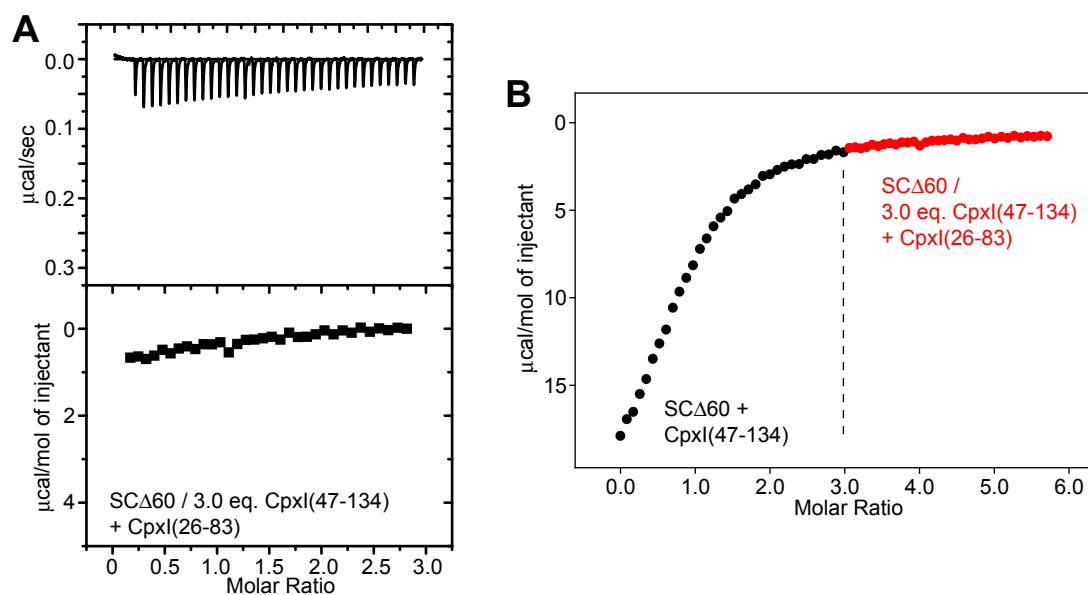 A
0.0
0.1
0.2
0.3
μcal/sec
0
2
4
μcal/mol of injectant
SCΔ60 / 3.0 eq. CpxI(47-134)
+ CpxI(26-83)
0 0.5 1.0 1.5 2.0 2.5 3.0
Molar Ratio
B
0
5
10
15
μcal/mol of injectant
SCΔ60 /
3.0 eq. CpxI(47-134)
+ CpxI(26-83)
SCΔ60 +
CpxI(47-134)
0.0 1.0 2.0 3.0 4.0 5.0 6.0
Molar Ratio